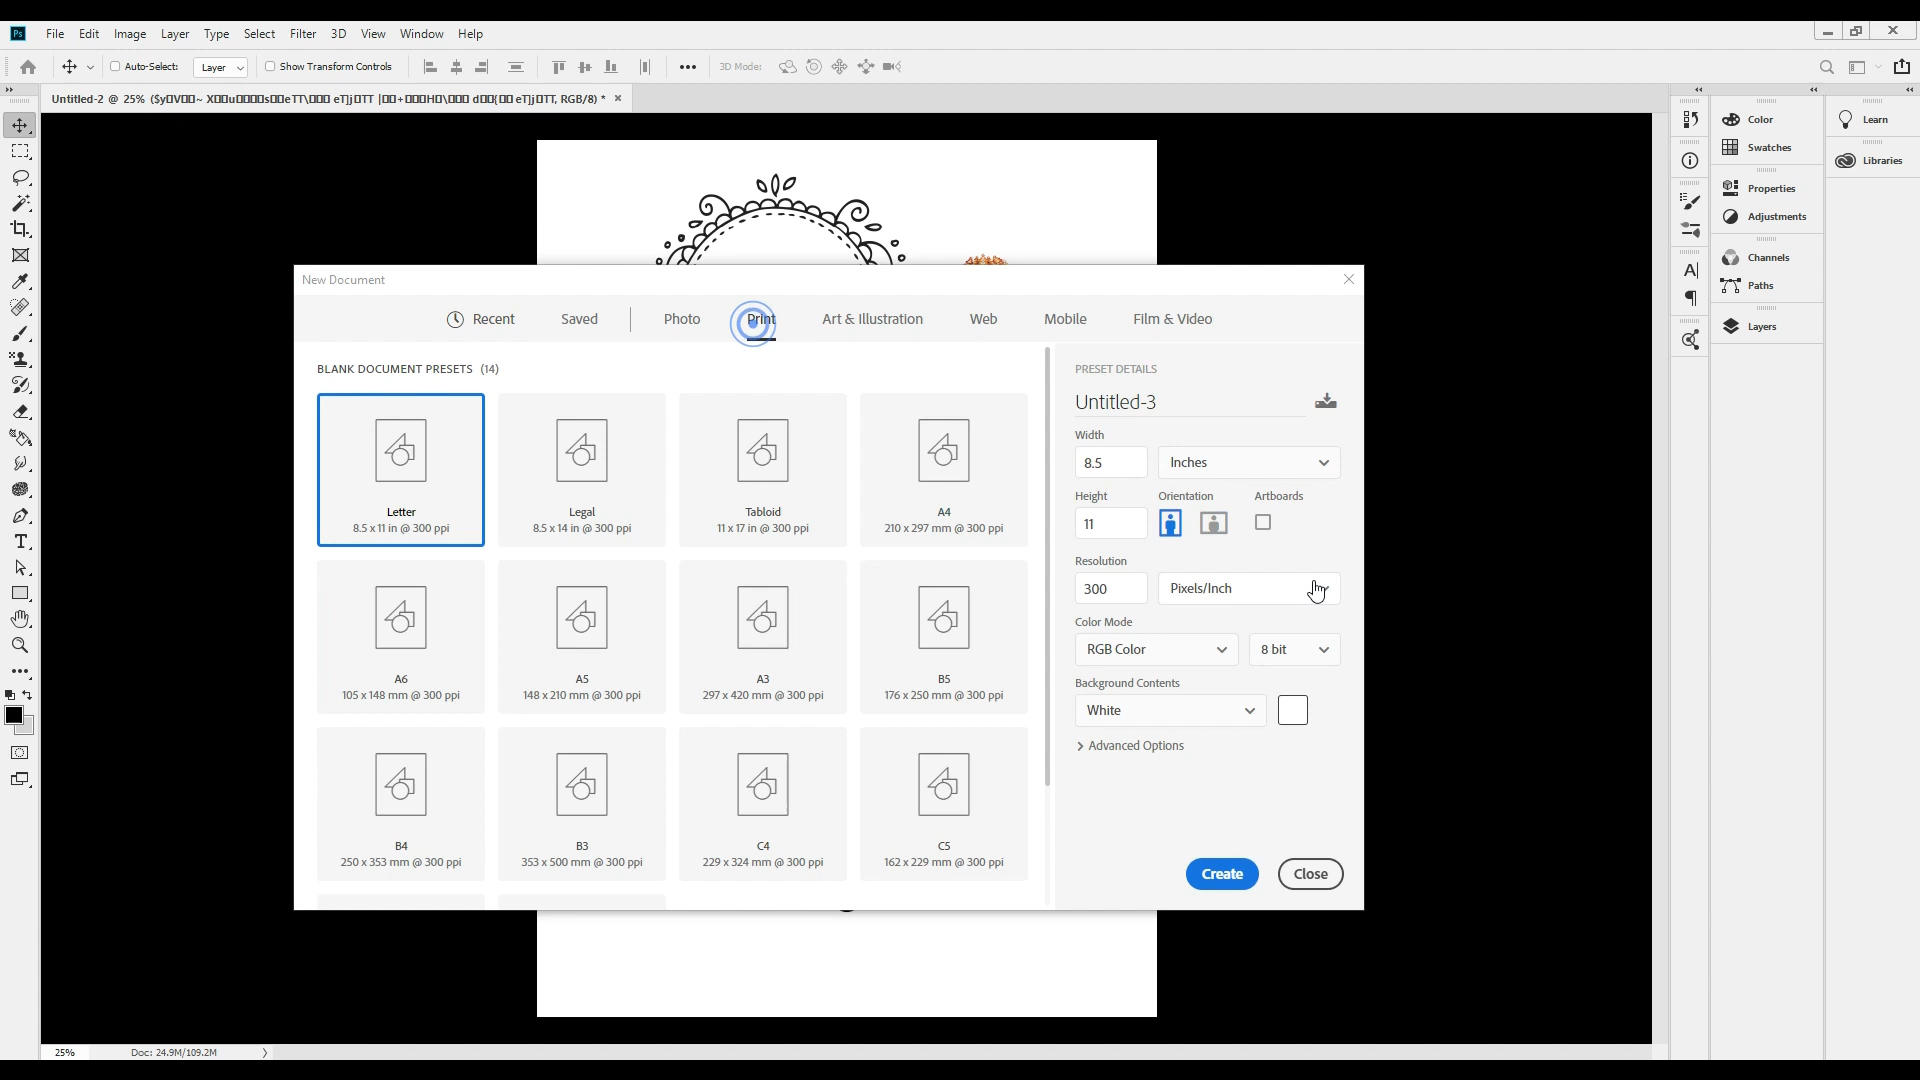 Ps File Edit Image Layer Type Select Filter 3D View Window Help
Auto-Select: Layer Show Transform Controls 3D Mode:
Untitled-2 @ 25% RGB/8) *
Color
Swatches
Properties
Adjustments
Channels
Paths
Layers
Learn
Libraries
New Document
Recent Saved Photo Print Art & Illustration Web Mobile Film & Video
BLANK DOCUMENT PRESETS (14)
Letter
8.5 x 11 in @ 300 ppi
Legal
8.5 x 14 in @ 300 ppi
Tabloid
11 x 17 in @ 300 ppi
A4
210 x 297 mm @ 300 ppi
A6
105 x 148 mm @ 300 ppi
A5
148 x 210 mm @ 300 ppi
A3
297 x 420 mm @ 300 ppi
B5
176 x 250 mm @ 300 ppi
B4
250 x 353 mm @ 300 ppi
B3
353 x 500 mm @ 300 ppi
C4
229 x 324 mm @ 300 ppi
C5
162 x 229 mm @ 300 ppi
PRESET DETAILS
Untitled-3
Width
8.5 Inches
Height Orientation Artboards
11
Resolution
300 Pixels/Inch
Color Mode
RGB Color 8 bit
Background Contents
White
Advanced Options
Create Close
25% Doc: 24.9M/109.2M